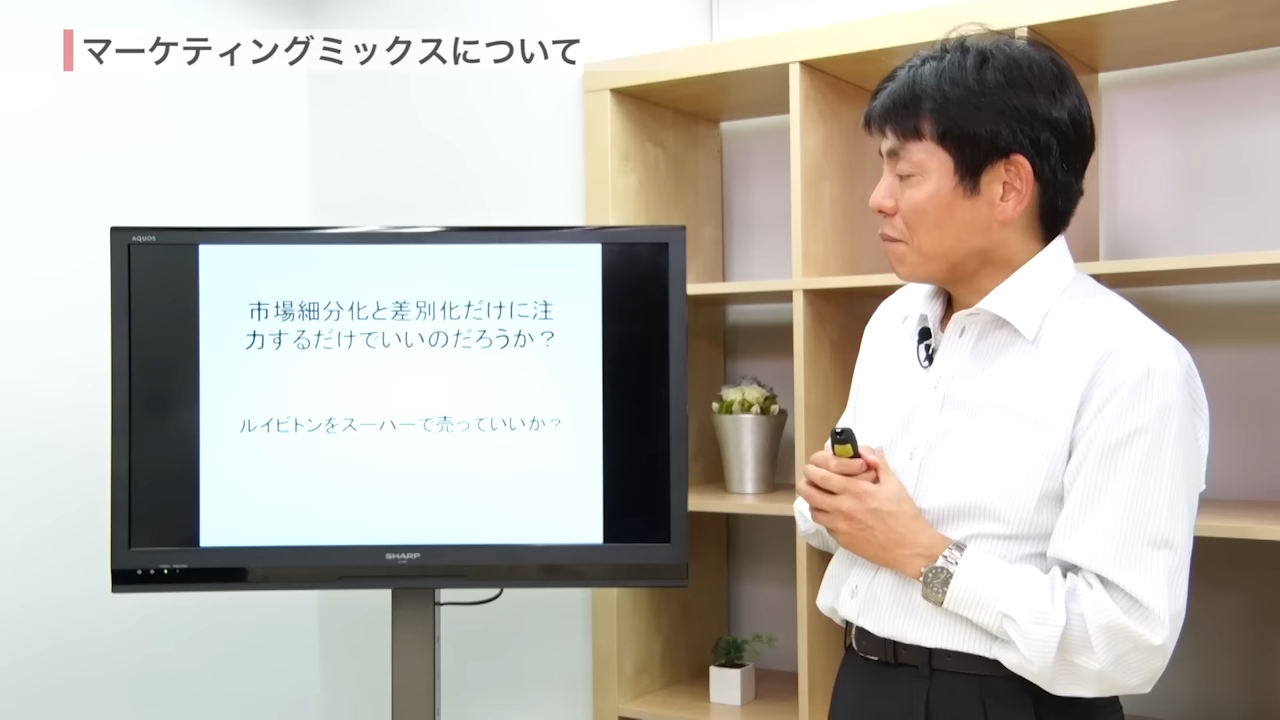 マーケティングミックスについて
AQUOS
市場細分化と差別化だけに注
力するだけでいいのだろうか？
ルイビトンをスーパーで売っていいか？
SHARP